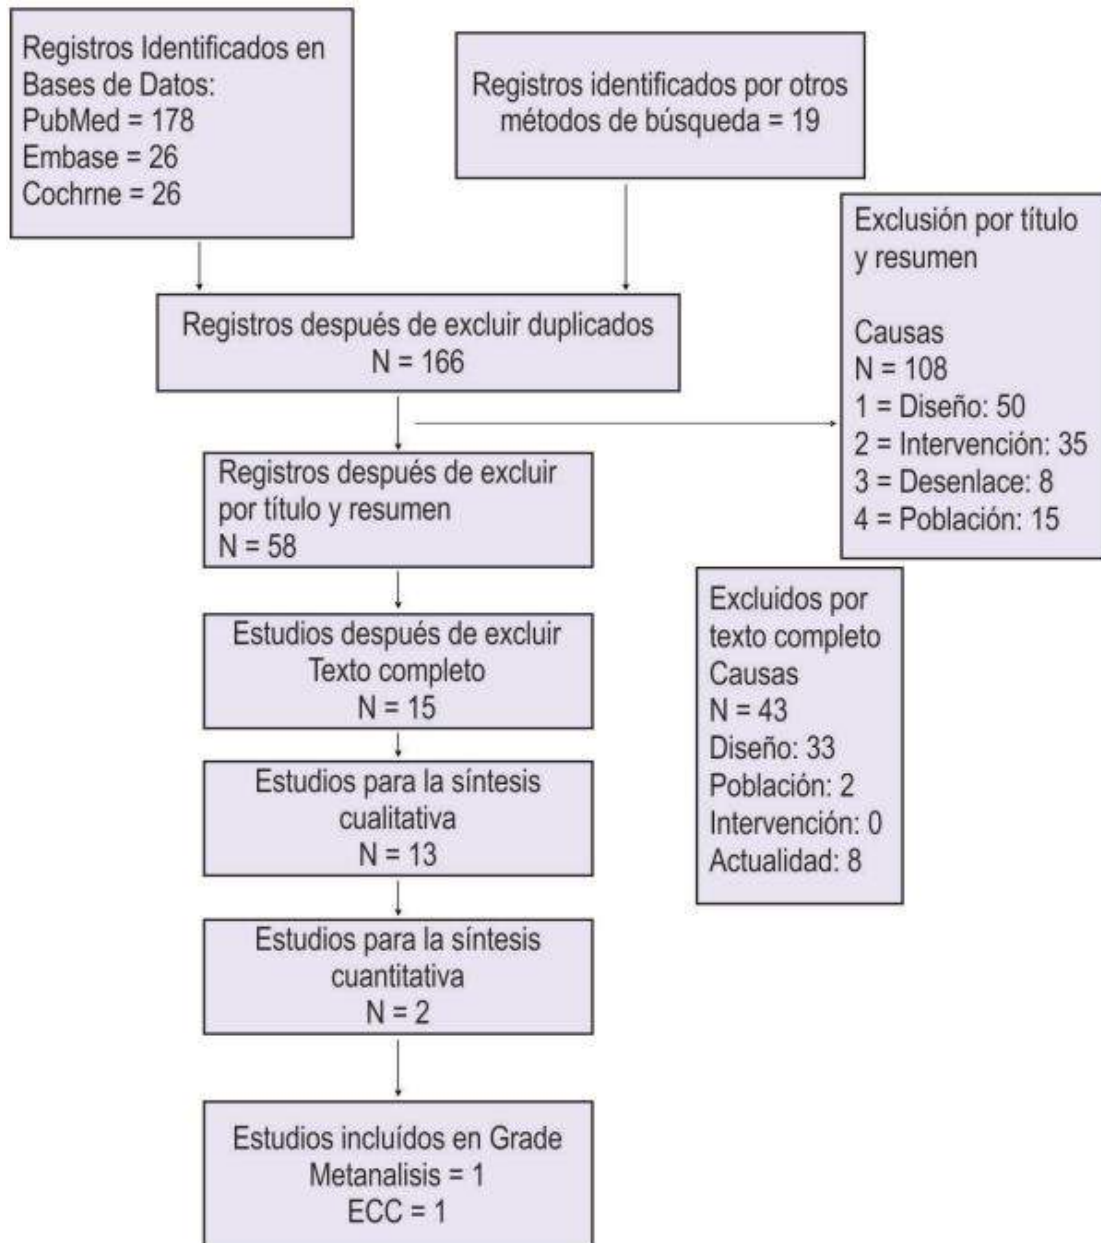 Registros Identificados en
Bases de Datos:
PubMed = 178
Embase = 26
Cochrne = 26
Registros identificados por otros
métodos de búsqueda = 19
Exclusión por título
y resumen
Causas
N = 108
1 = Diseño: 50
2 = Intervención: 35
3 = Desenlace: 8
4 = Población: 15
Registros después de excluir duplicados
N = 166
Registros después de excluir
por título y resumen
N = 58
Excluidos por
texto completo
Causas
N = 43
Diseño: 33
Población: 2
Intervención: 0
Actualidad: 8
Estudios después de excluir
Texto completo
N = 15
Estudios para la síntesis
cualitativa
N = 13
Estudios para la síntesis
cuantitativa
N = 2
Estudios incluídos en Grade
Metanalisis = 1
ECC = 1